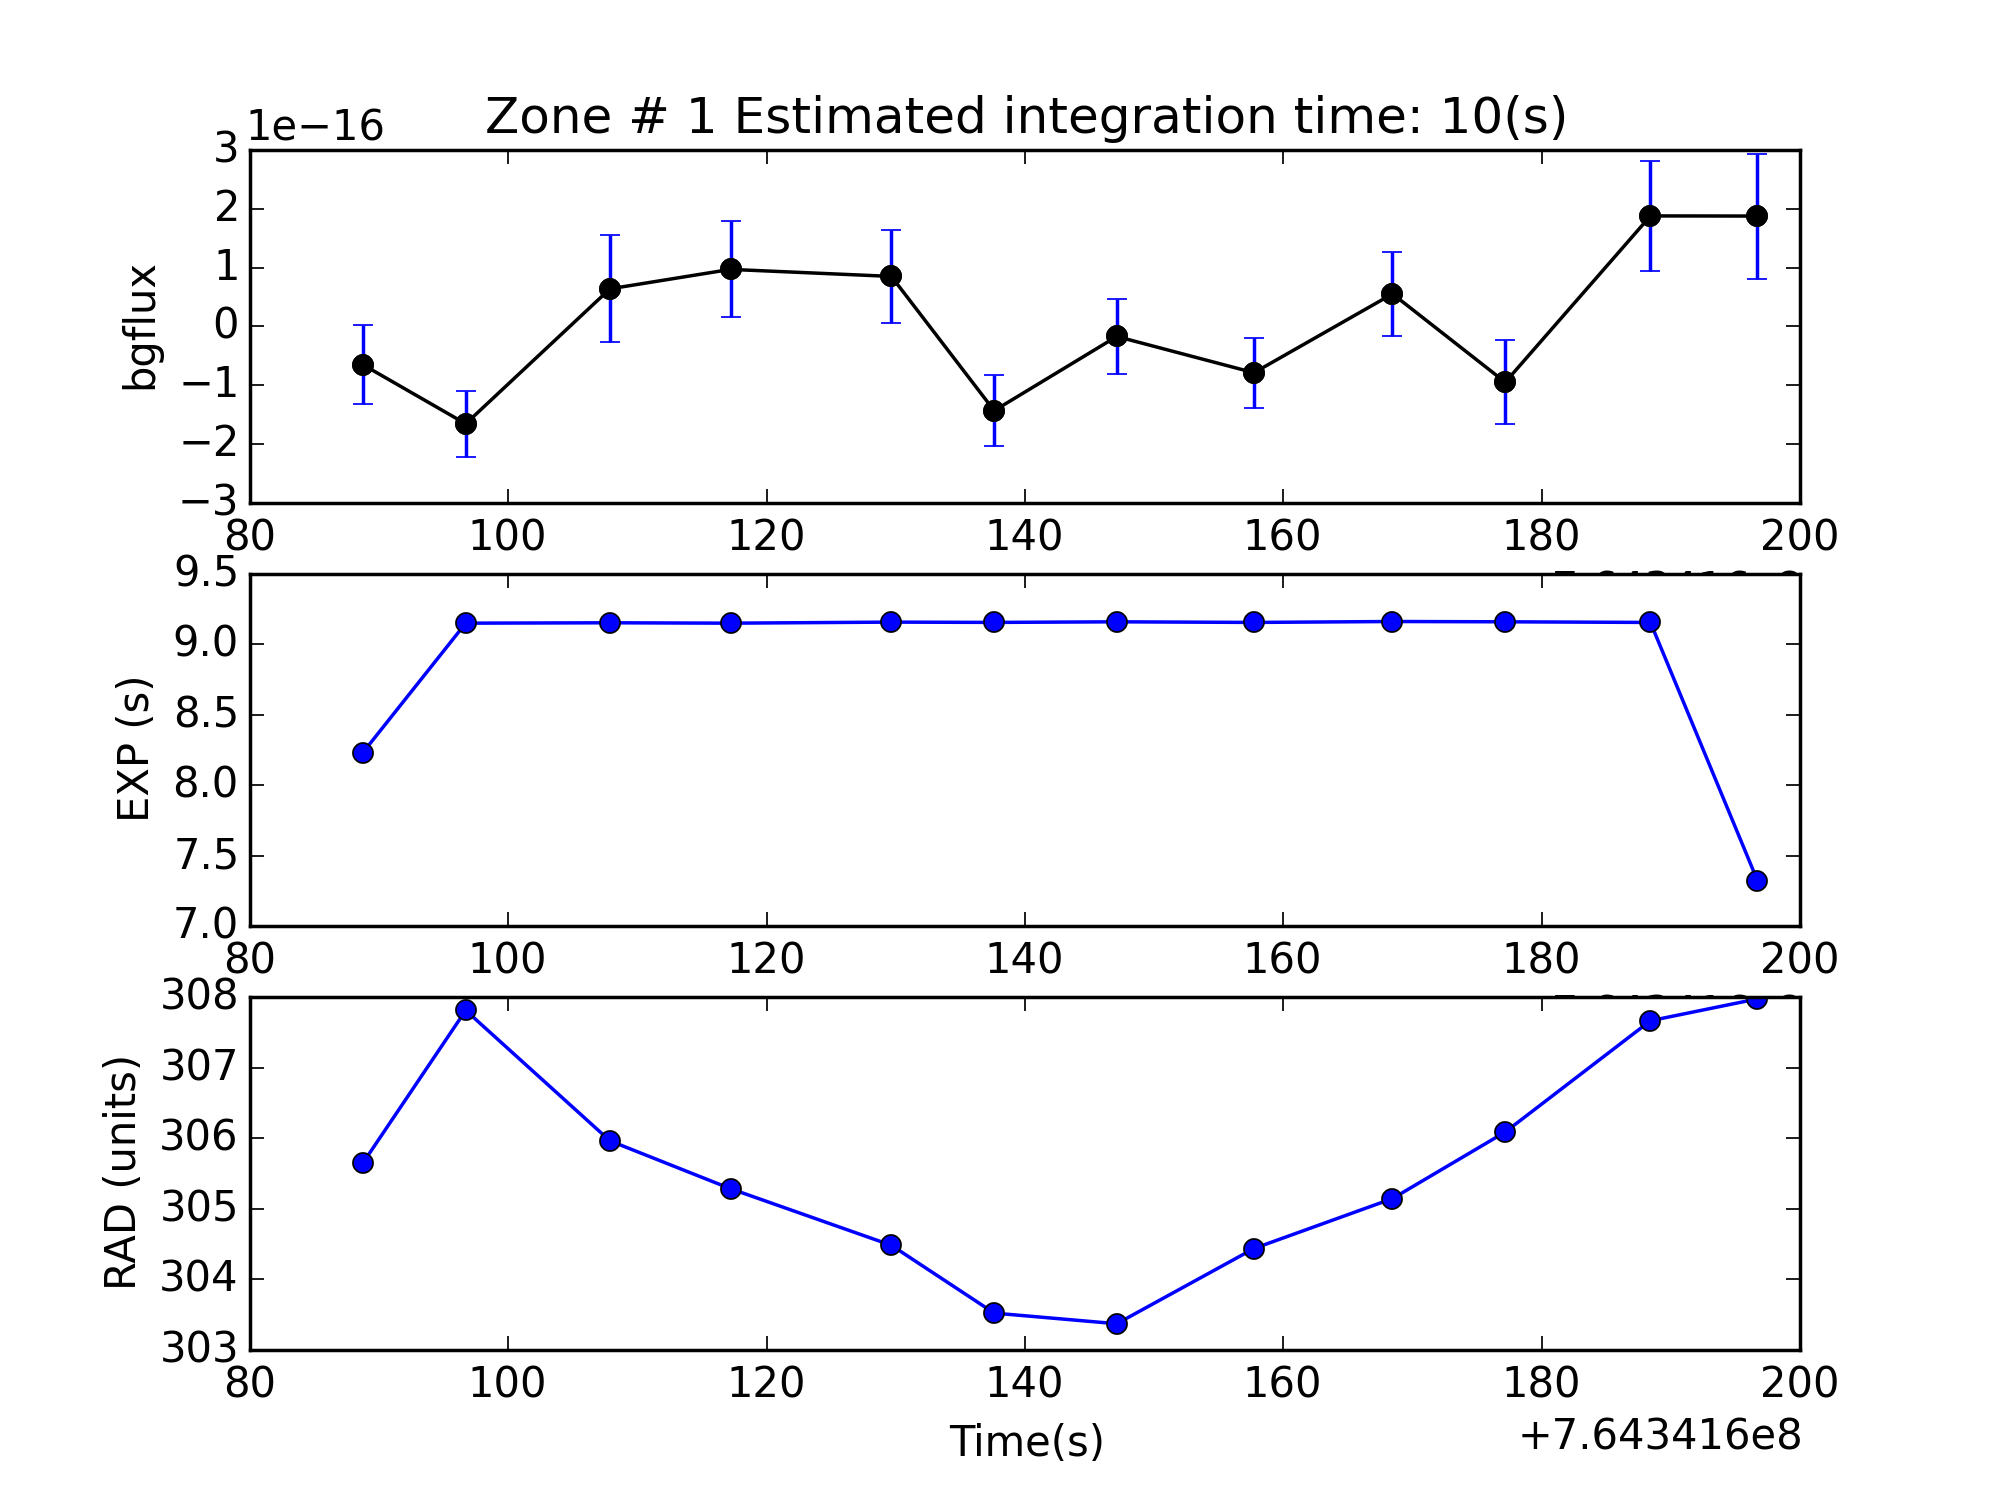 1e−16
Zone # 1 Estimated integration time: 10(s)
3
2
1
0
−1
−2
−3
bgflux
80 100 120 140 160 180 200
9.5
9.0
8.5
8.0
7.5
7.0
EXP (s)
80 100 120 140 160 180 200
308
307
306
305
304
303
RAD (units)
80 100 120 140 160 180 200
Time(s)
+7.643416e8